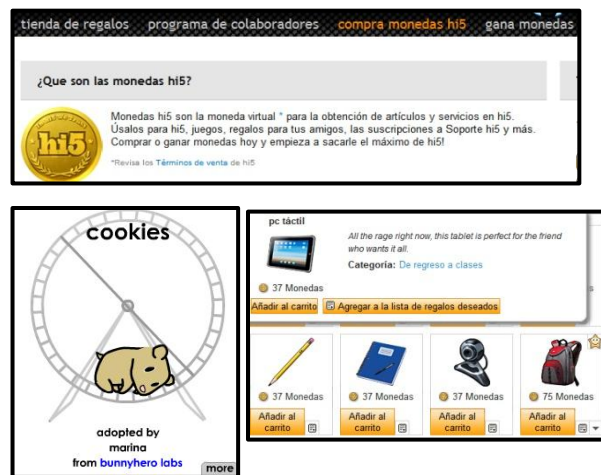 tienda de regalos programa de colaboradores compra monedas hi5 gana monedas
¿Que son las monedas hi5?
hi5
Monedas hi5 son la moneda virtual * para la obtención de artículos y servicios en hi5.
Úsalos para hi5, juegos, regalos para tus amigos, las suscripciones a Soporte hi5 y más.
Comprar o ganar monedas hoy y empieza a sacarle el máximo de hi5!
*Revisa los Términos de venta de hi5
cookies
adopted by
marina
from bunnyhero labs
more
pc táctil
All the rage right now, this tablet is perfect for the friend
who wants it all.
Categoria: De regreso a clases
37 Monedas
Añadir al carrito Agregar a la lista de regalos deseados
37 Monedas 37 Monedas 37 Monedas 75 Monedas
Añadir al Añadir al Añadir al Añadir al
carrito carrito carrito carrito